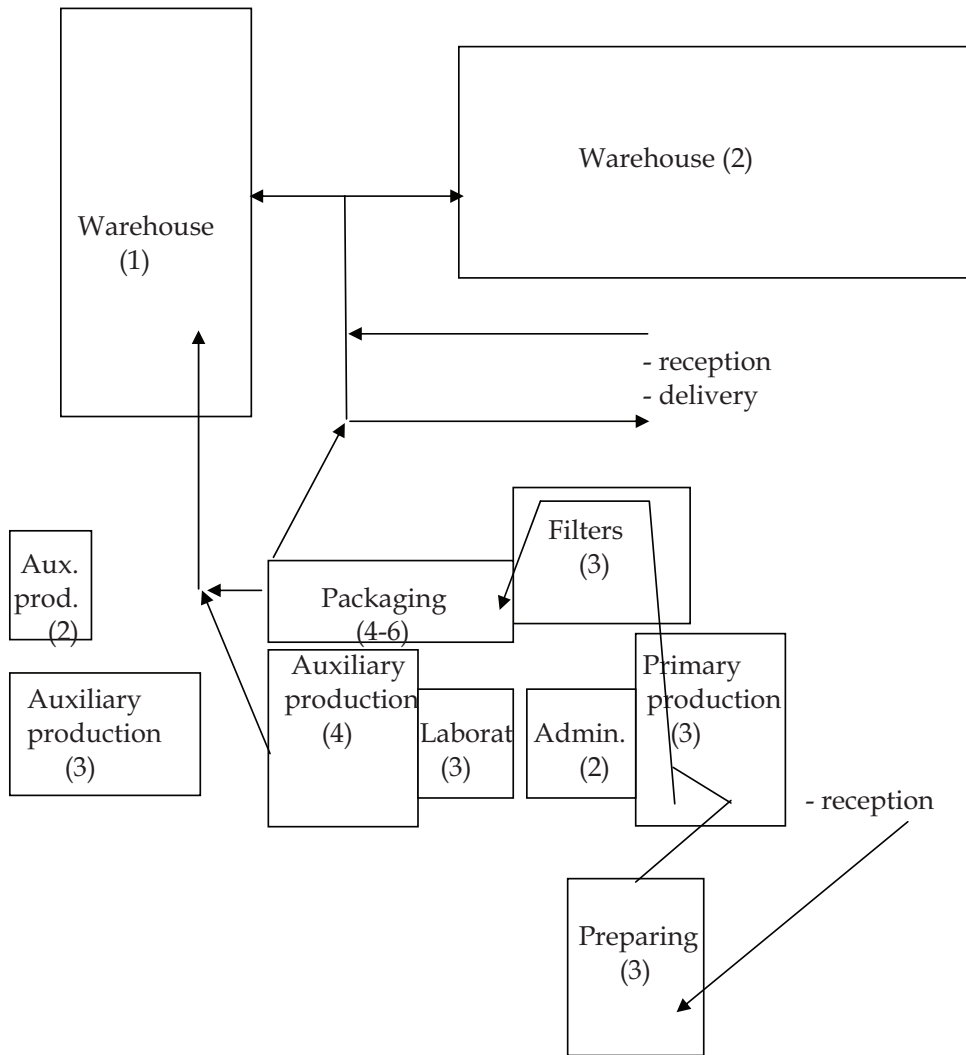 Warehouse (2)
Warehouse
(1)
- reception
- delivery
Filters
(3)
Aux.
prod.
(2)
Packaging
(4-6)
Auxiliary
production
(4)
Primary
production
(3)
Auxiliary
production
(3)
Laborat
(3)
Admin.
(2)
- reception
Preparing
(3)